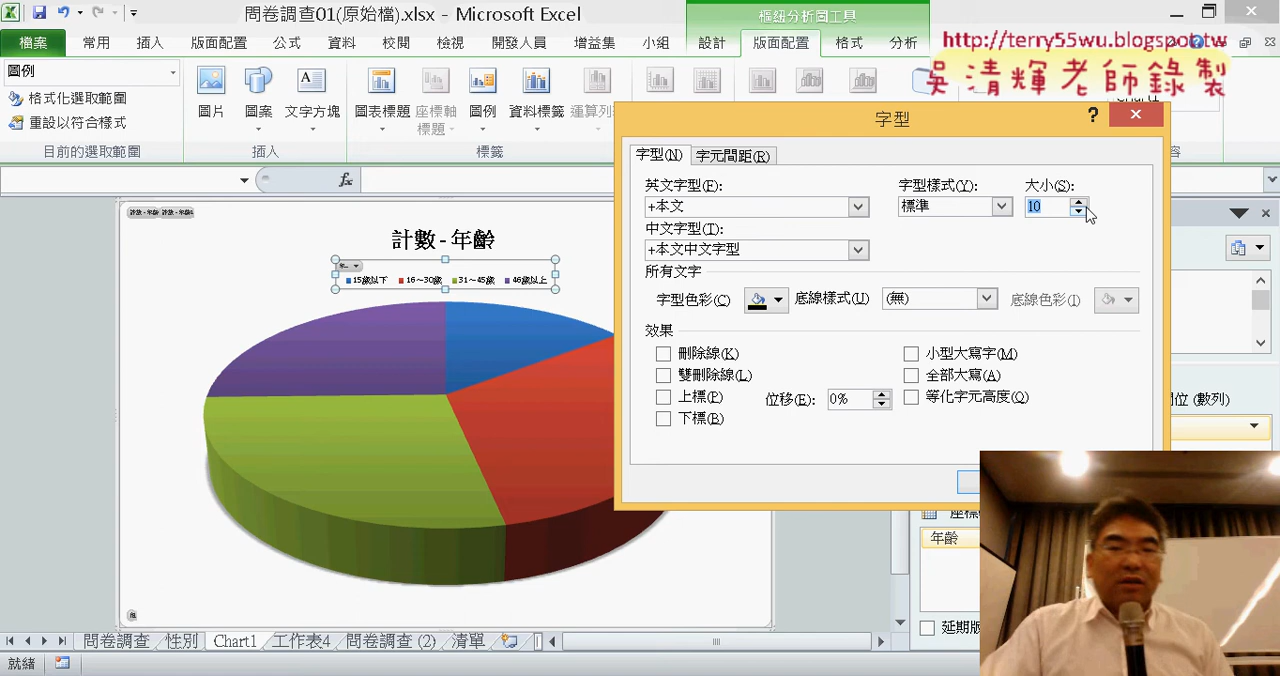 問卷調查01(原始檔).xlsx - Microsoft Excel
樞紐分析圖工具
檔案 常用 插入 版面配置 公式 資料 校閱 檢視 開發人員 增益集 小組 設計 版面配置 格式 分析
http://terry55wu.blogspot.tw
吳清輝老師錄製
圖例
格式化選取範圍
重設以符合樣式
目前的選取範圍
圖片 圖案 文字方塊
插入
圖表標題 座標軸標題 圖例 資料標籤 運算列
標籤
fx
計數 - 年齡
15歲以下 16～30歲 31～45歲 46歲以上
字型
?
字型(N) 字元間距(R)
英文字型(F): 字型樣式(Y): 大小(S):
+本文 標準 10
中文字型(T):
+本文中文字型
所有文字
字型色彩(C) 底線樣式(U) (無) 底線色彩(I)
效果
刪除線(K) 小型大寫字(M)
雙刪除線(L) 全部大寫(A)
上標(P) 位移(E): 0% 等化字元高度(Q)
下標(B)
位 (數列)
年齡
問卷調查 性別 Chart1 工作表4 問卷調查 (2) 清單
就緒